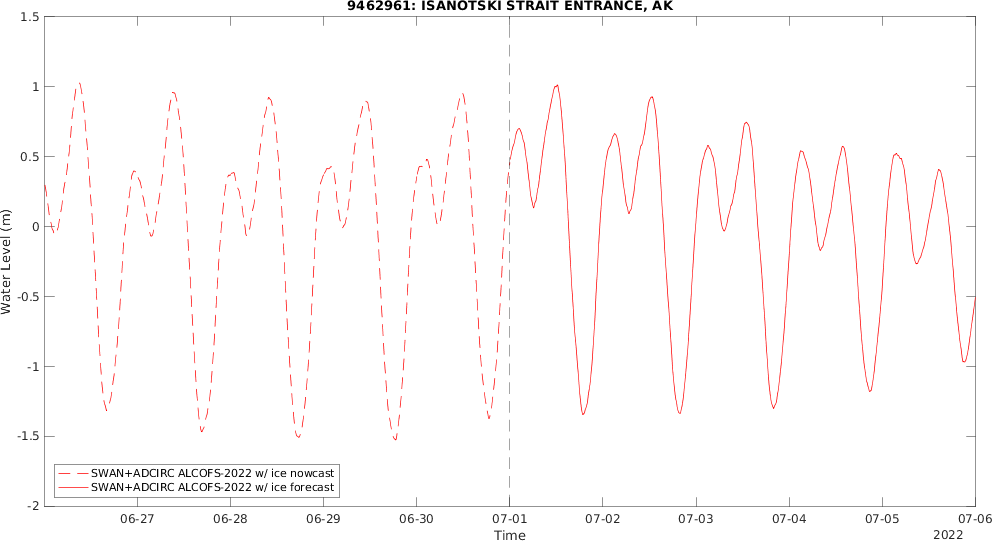 9462961: ISANOTSKI STRAIT ENTRANCE, AK
1.5
1
0.5
0
-0.5
-1
-1.5
-2
Water Level (m)
SWAN+ADCIRC ALCOFS-2022 w/ ice nowcast
SWAN+ADCIRC ALCOFS-2022 w/ ice forecast
06-27 06-28 06-29 06-30 07-01 07-02 07-03 07-04 07-05 07-06
Time
2022